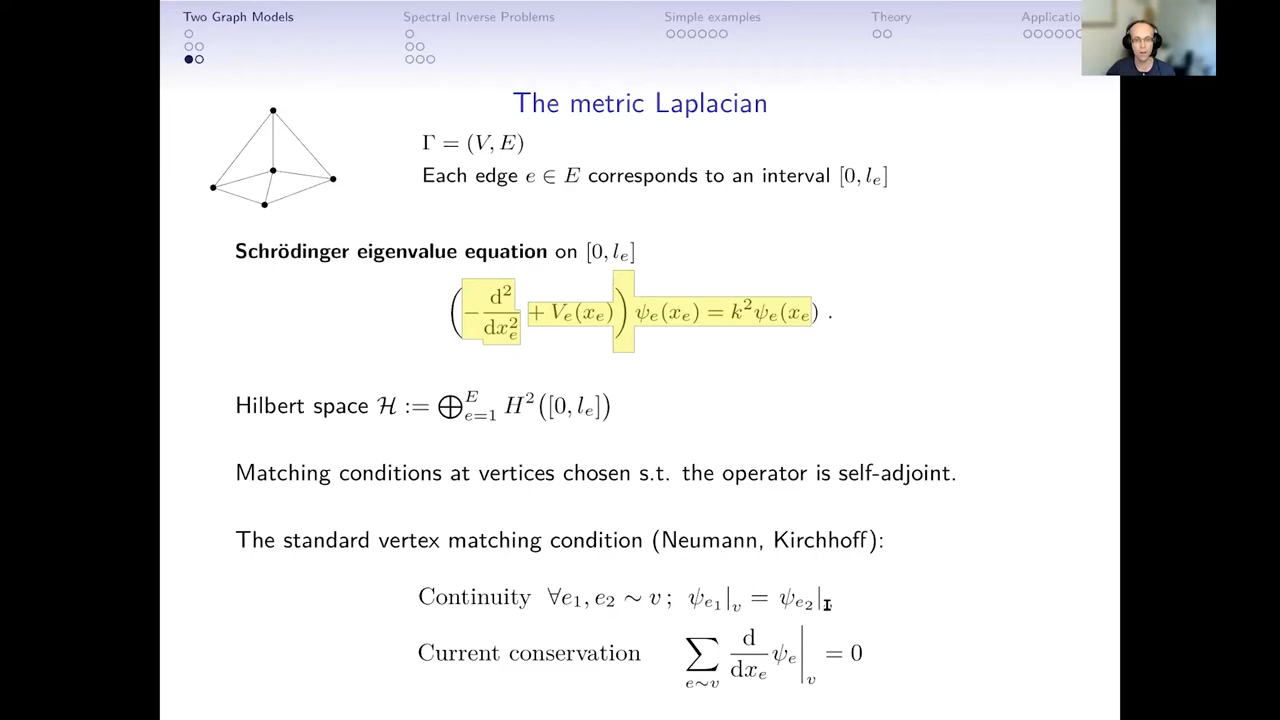 Two Graph Models Spectral Inverse Problems Simple examples Theory Applicatio
The metric Laplacian
Γ = (V, E)
Each edge e ∈ E corresponds to an interval [0, l_e]
Schrödinger eigenvalue equation on [0, l_e]
( − d²/dx_e² + V_e(x_e) ) ψ_e(x_e) = k²ψ_e(x_e) .
Hilbert space ℋ := ⊕_{e=1}^{E} H²([0, l_e])
Matching conditions at vertices chosen s.t. the operator is self-adjoint.
The standard vertex matching condition (Neumann, Kirchhoff):
Continuity ∀e₁, e₂ ∼ v ; ψ_{e₁}|_v = ψ_{e₂}|
Current conservation ∑_{e∼v} d/dx_e ψ_e|_v = 0